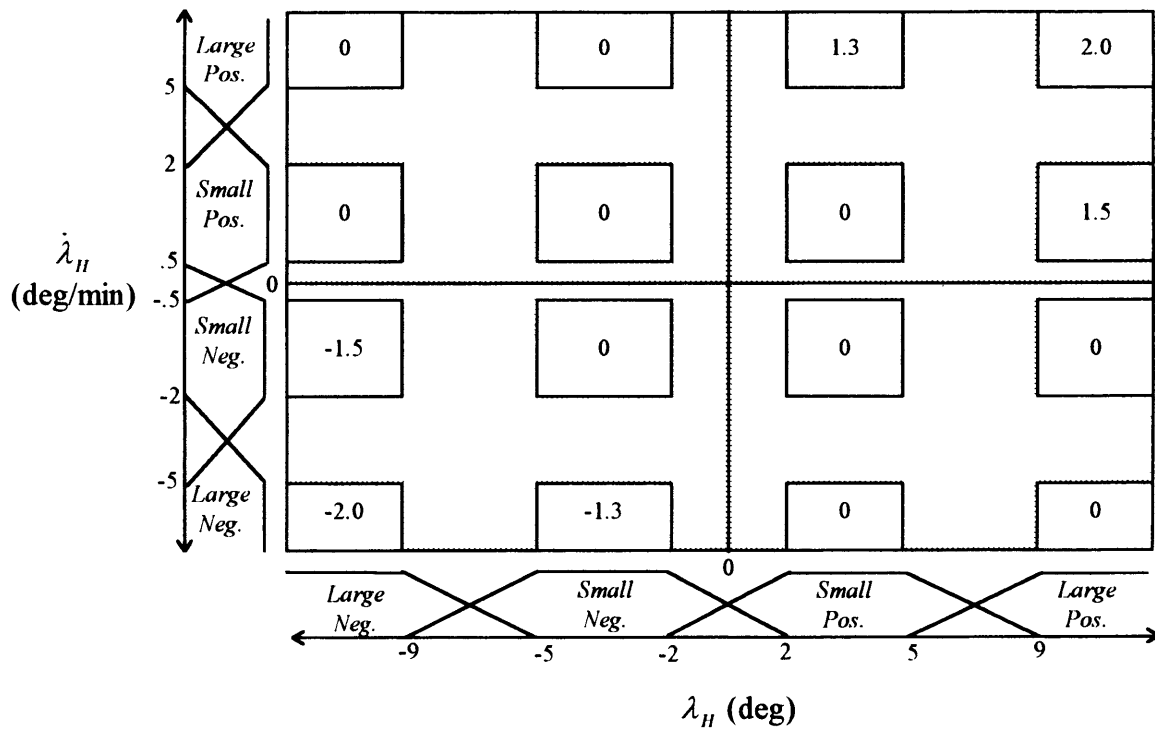 Large Pos. 0 0 1.3 2.0
5
2
Small Pos. 0 0 0 1.5
λ̇_H (deg/min)
.5
0
-.5
Small Neg. -1.5 0 0 0
-2
-5
Large Neg. -2.0 -1.3 0 0
0
Large Neg. Small Neg. Small Pos. Large Pos.
-9 -5 -2 2 5 9
λ_H (deg)